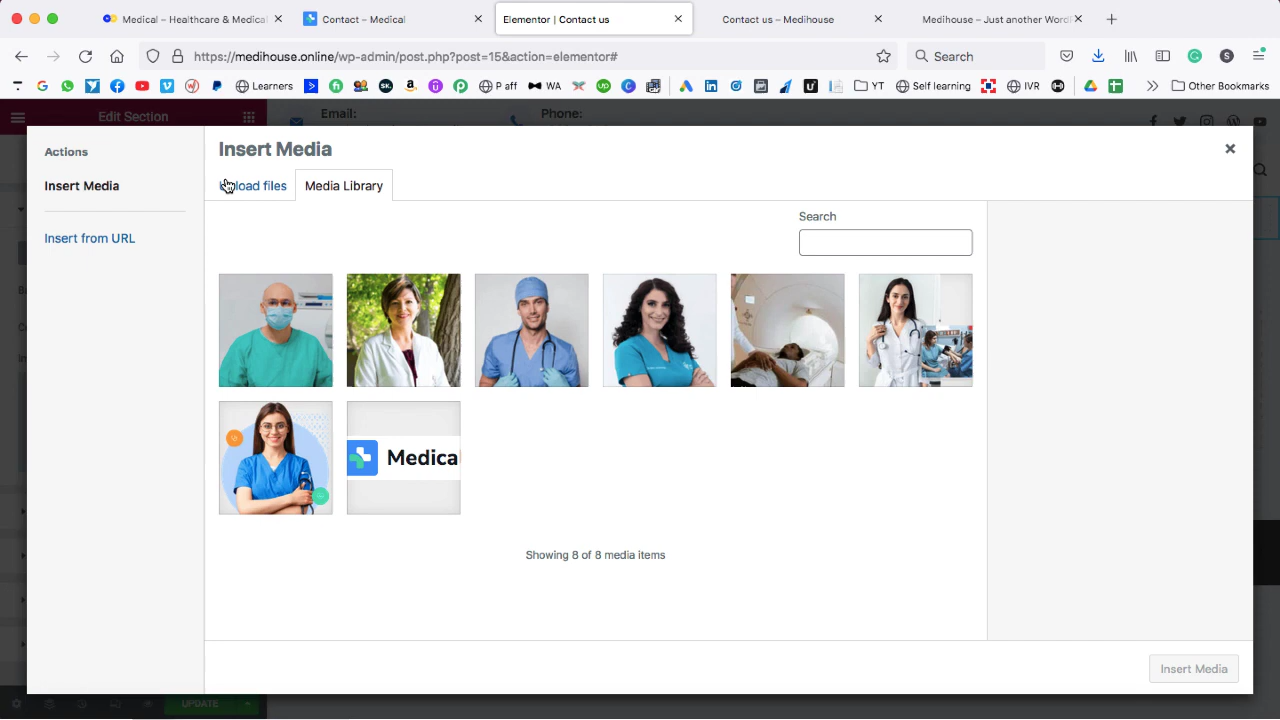 Medical – Healthcare & Medical
Contact – Medical
Elementor | Contact us
Contact us – Medihouse
Medihouse – Just another Word
https://medihouse.online/wp-admin/post.php?post=15&action=elementor#
Search
S
Learners
P aff
WA
YT
Self learning
IVR
Other Bookmarks
Edit Section
Email:
Phone:
Actions
Insert Media
Insert from URL
Insert Media
Upload files
Media Library
Search
Medical
Showing 8 of 8 media items
Insert Media
UPDATE